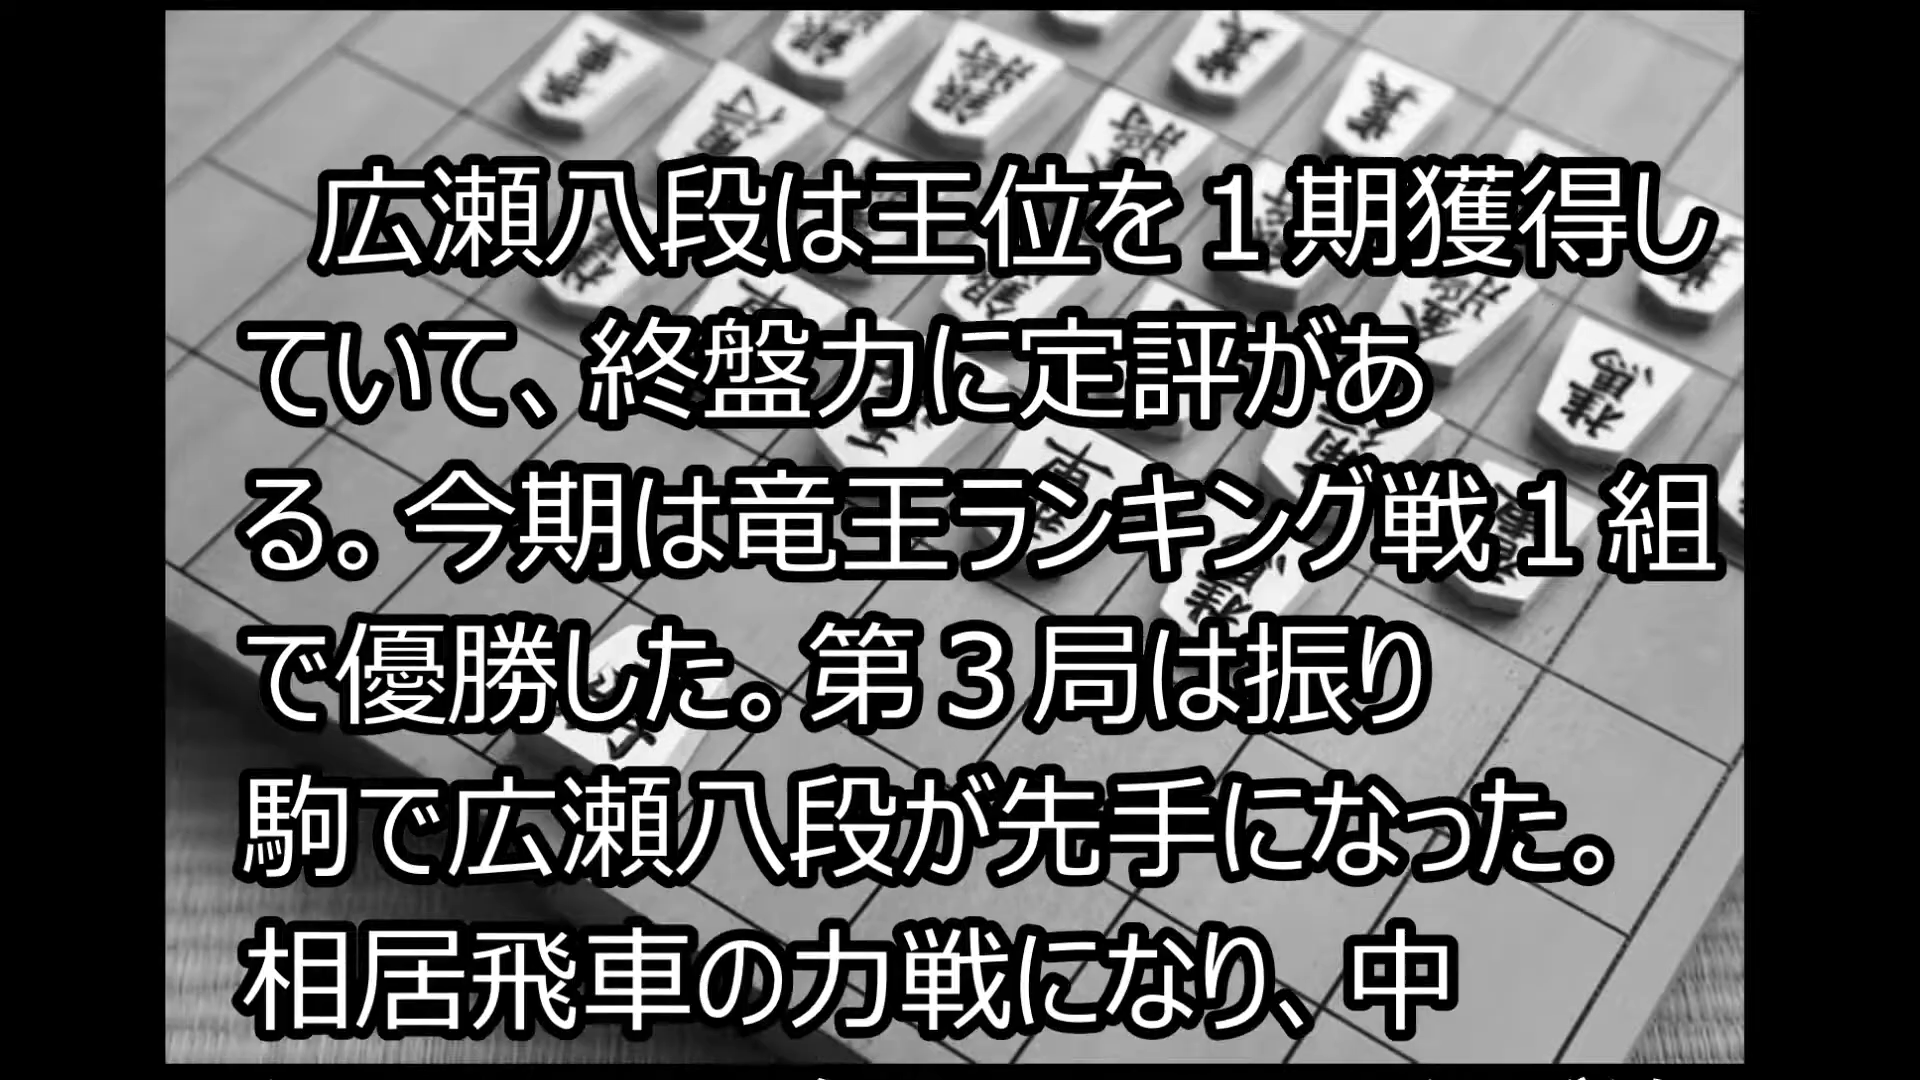 広瀬八段は王位を１期獲得し
ていて、終盤力に定評があ
る。今期は竜王ランキング戦１組
で優勝した。第３局は振り
駒で広瀬八段が先手になった。
相居飛車の力戦になり、中
桂馬